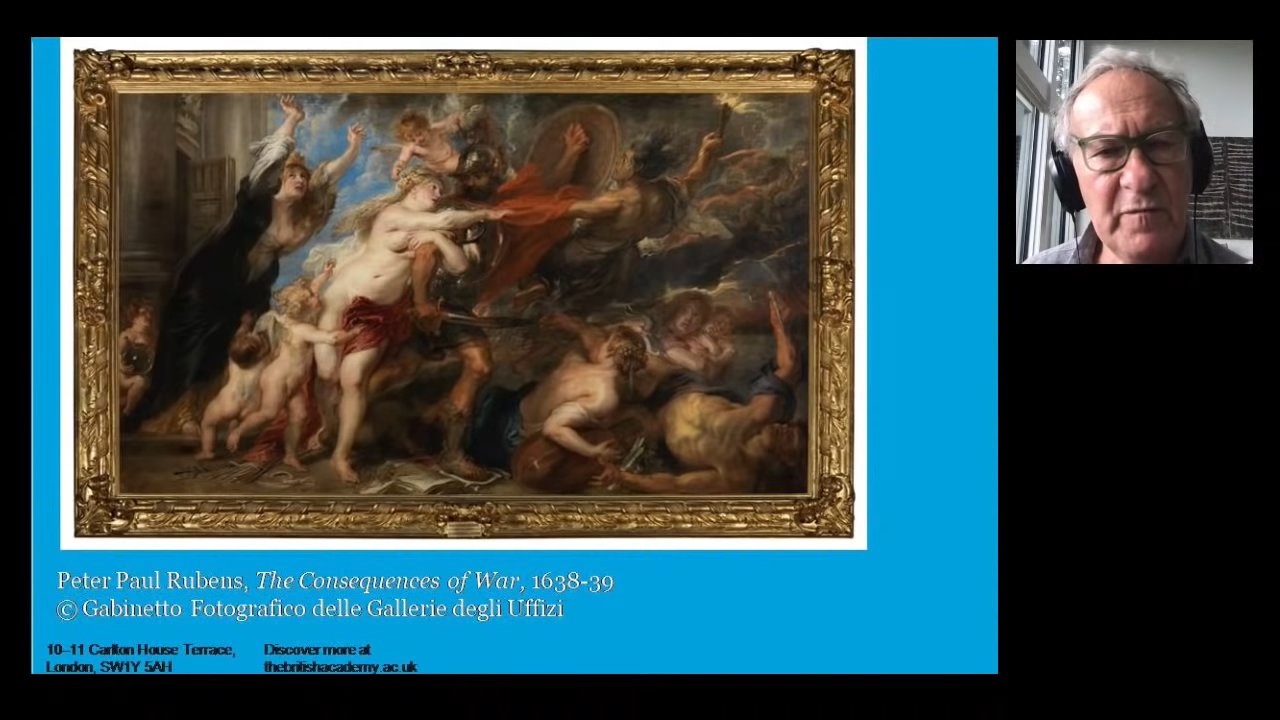 Peter Paul Rubens, The Consequences of War, 1638-39
© Gabinetto Fotografico delle Gallerie degli Uffizi
10–11 Carlton House Terrace,
London, SW1Y 5AH
Discover more at
thebritishacademy.ac.uk